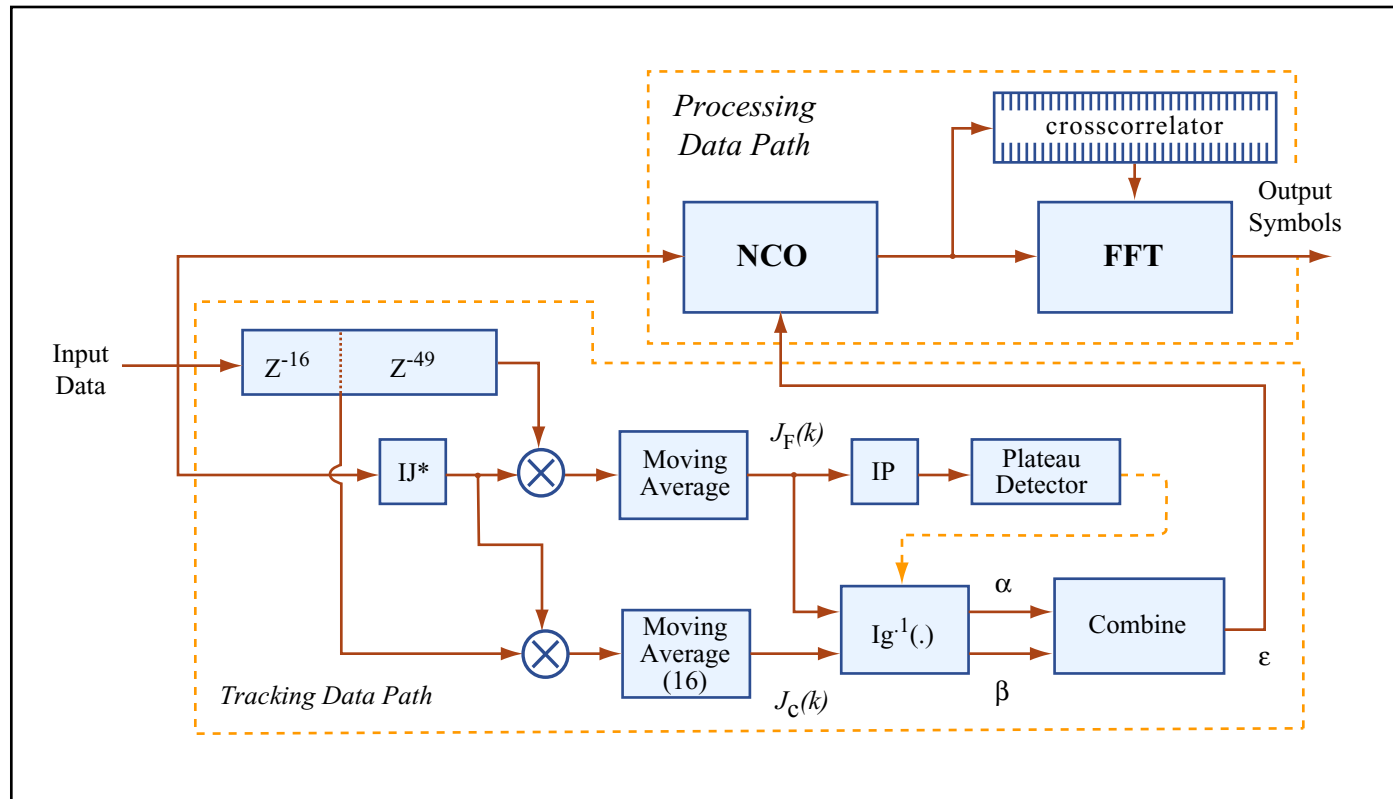 Processing
Data Path
crosscorrelator
Output
Symbols
NCO
FFT
Input
Data
Z-16
Z-49
IJ*
Moving
Average
JF(k)
IP
Plateau
Detector
Moving
Average
(16)
Jc(k)
Ig.1(.)
α
β
Combine
ε
Tracking Data Path